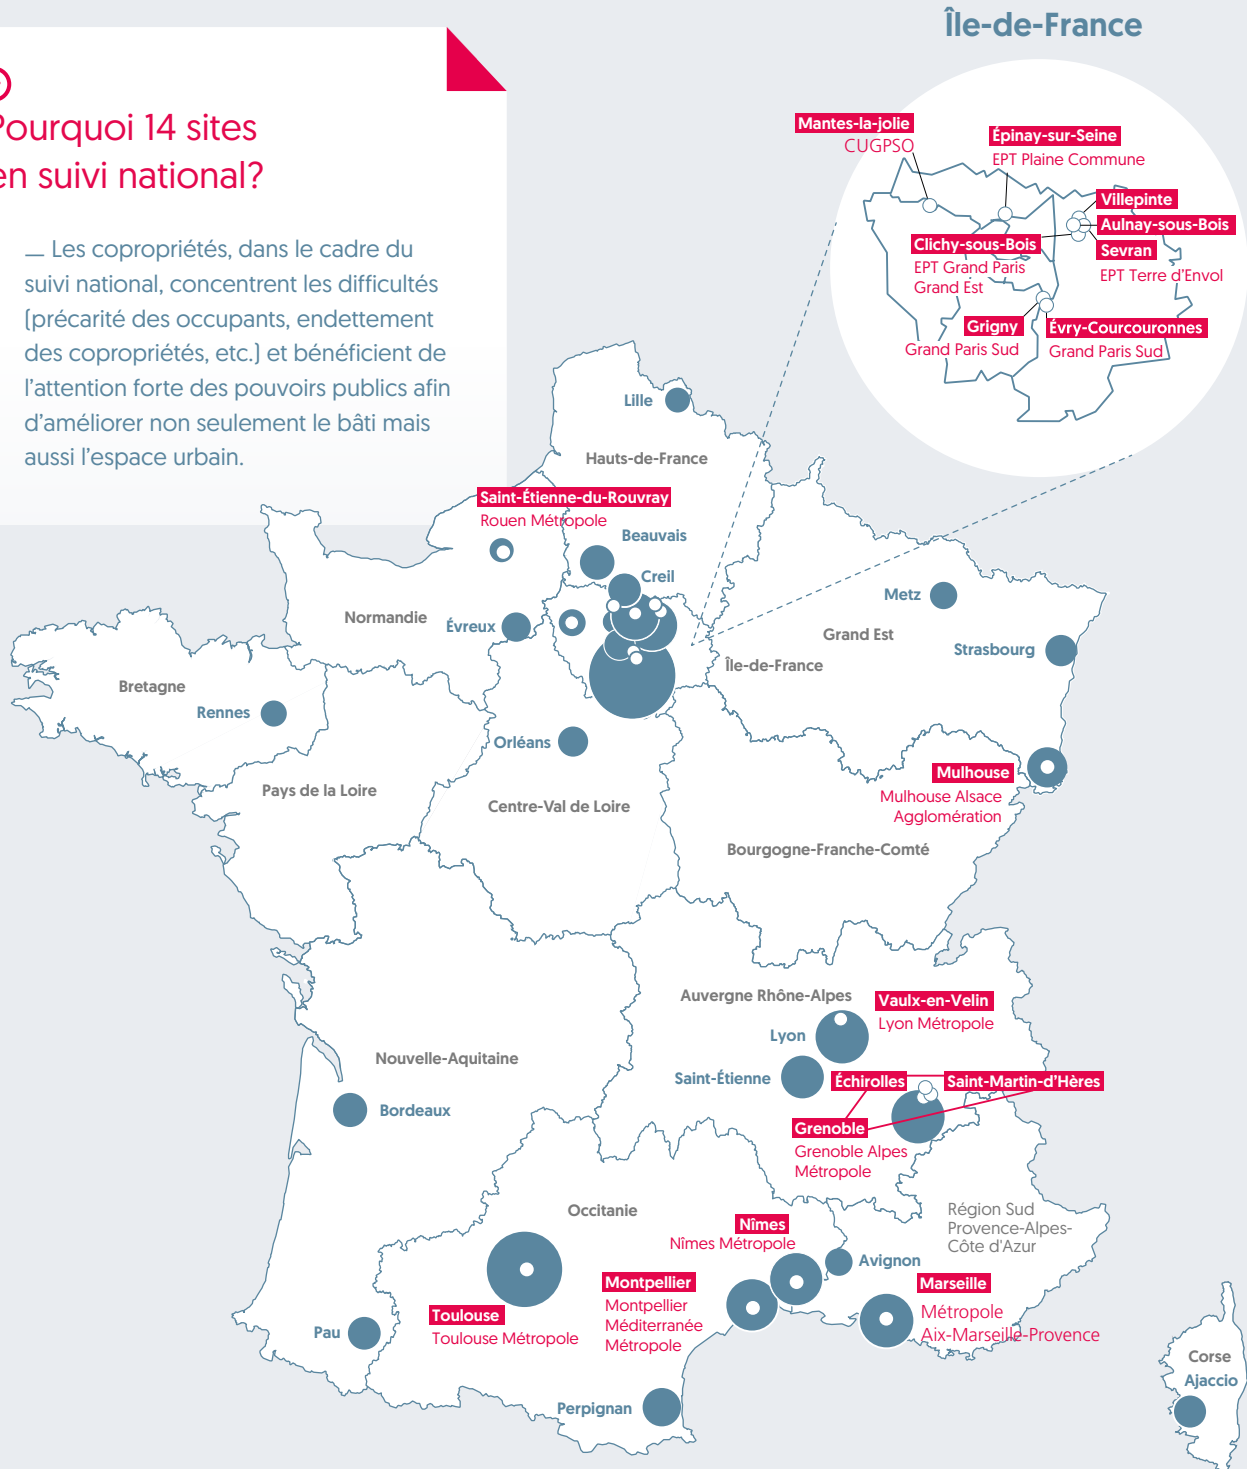 Île-de-France
Pourquoi 14 sites
en suivi national?
— Les copropriétés, dans le cadre du
suivi national, concentrent les difficultés
(précarité des occupants, endettement
des copropriétés, etc.) et bénéficient de
l'attention forte des pouvoirs publics afin
d'améliorer non seulement le bâti mais
aussi l'espace urbain.
Mantes-la-jolie
CUGPSO
Épinay-sur-Seine
EPT Plaine Commune
Villepinte
Aulnay-sous-Bois
Sevran
EPT Terre d'Envol
Clichy-sous-Bois
EPT Grand Paris
Grand Est
Grigny
Grand Paris Sud
Évry-Courcouronnes
Grand Paris Sud
Lille
Hauts-de-France
Saint-Étienne-du-Rouvray
Rouen Métropole
Beauvais
Creil
Normandie
Évreux
Metz
Grand Est
Strasbourg
Île-de-France
Bretagne
Rennes
Orléans
Pays de la Loire
Centre-Val de Loire
Mulhouse
Mulhouse Alsace
Agglomération
Bourgogne-Franche-Comté
Auvergne Rhône-Alpes
Vaulx-en-Velin
Lyon Métropole
Lyon
Nouvelle-Aquitaine
Saint-Étienne
Échirolles
Saint-Martin-d'Hères
Bordeaux
Grenoble
Grenoble Alpes
Métropole
Occitanie
Région Sud
Provence-Alpes-
Côte d'Azur
Nîmes
Nîmes Métropole
Avignon
Montpellier
Montpellier
Méditerranée
Métropole
Marseille
Métropole
Aix-Marseille-Provence
Toulouse
Toulouse Métropole
Pau
Perpignan
Corse
Ajaccio